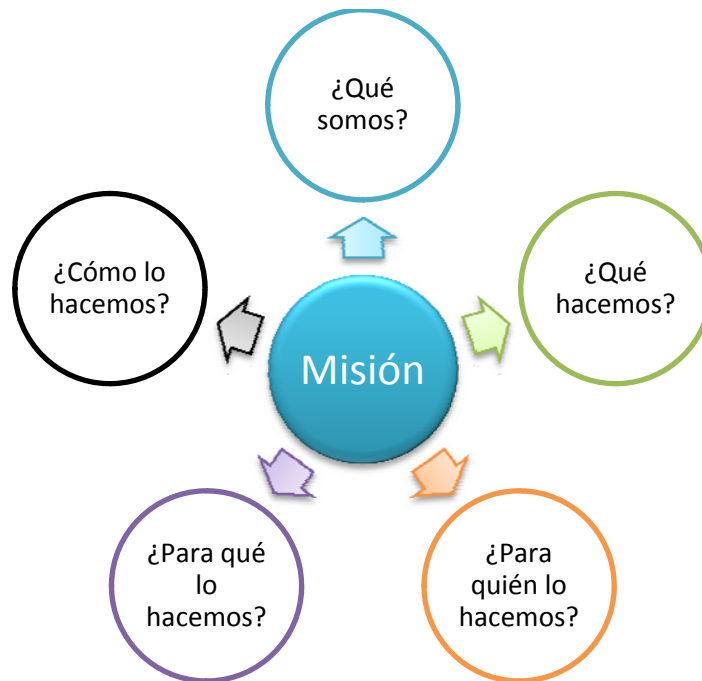 ¿Qué
somos?
¿Qué
hacemos?
¿Para
quién lo
hacemos?
¿Para qué
lo
hacemos?
¿Cómo lo
hacemos?
Misión